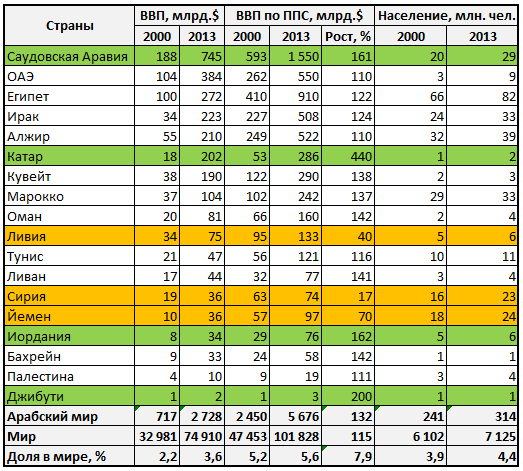 Страны ВВП, млрд.$ ВВП по ППС, млрд.$ Население, млн. чел.
2000 2013 2000 2013 Рост, % 2000 2013
Саудовская Аравия 188 745 593 1 550 161 20 29
ОАЭ 104 384 262 550 110 3 9
Египет 100 272 410 910 122 66 82
Ирак 34 223 227 508 124 24 33
Алжир 55 210 249 522 110 32 39
Катар 18 202 53 286 440 1 2
Кувейт 38 190 122 290 138 2 3
Марокко 37 104 102 242 137 29 33
Оман 20 81 66 160 142 2 4
Ливия 34 75 95 133 40 5 6
Тунис 21 47 56 121 116 10 11
Ливан 17 44 32 77 141 3 4
Сирия 19 36 63 74 17 16 23
Йемен 10 36 57 97 70 18 24
Иордания 8 34 29 76 162 5 6
Бахрейн 9 33 24 58 142 1 1
Палестина 4 10 9 19 111 3 4
Джибути 1 2 1 3 200 1 1
Арабский мир 717 2 728 2 450 5 676 132 241 314
Мир 32 981 74 910 47 453 101 828 115 6 102 7 125
Доля в мире, % 2,2 3,6 5,2 5,6 7,9 3,9 4,4